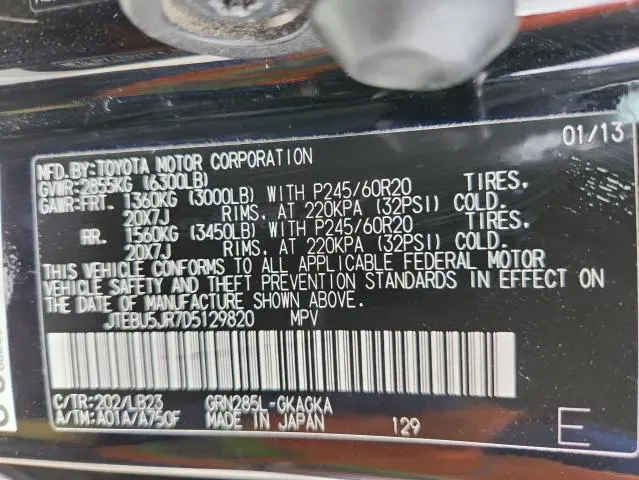 01/13
MFD.BY:TOYOTA MOTOR CORPORATION
GVWR:2855KG (6300LB)
GAWR:FRT. 1360KG (3000LB) WITH P245/60R20 TIRES.
20X7J RIMS. AT 220KPA (32PSI) COLD.
RR. 1560KG (3450LB) WITH P245/60R20 TIRES.
20X7J RIMS. AT 220KPA (32PSI) COLD.
THIS VEHICLE CONFORMS TO ALL APPLICABLE FEDERAL MOTOR
VEHICLE SAFETY AND THEFT PREVENTION STANDARDS IN EFFECT ON
THE DATE OF MANUFACTURE SHOWN ABOVE.
JTEBU5JR7D5129820 MPV
C/TR:202/LB23 GRN285L-GKAGKA
A/TM:A01A/A750F MADE IN JAPAN 129 E